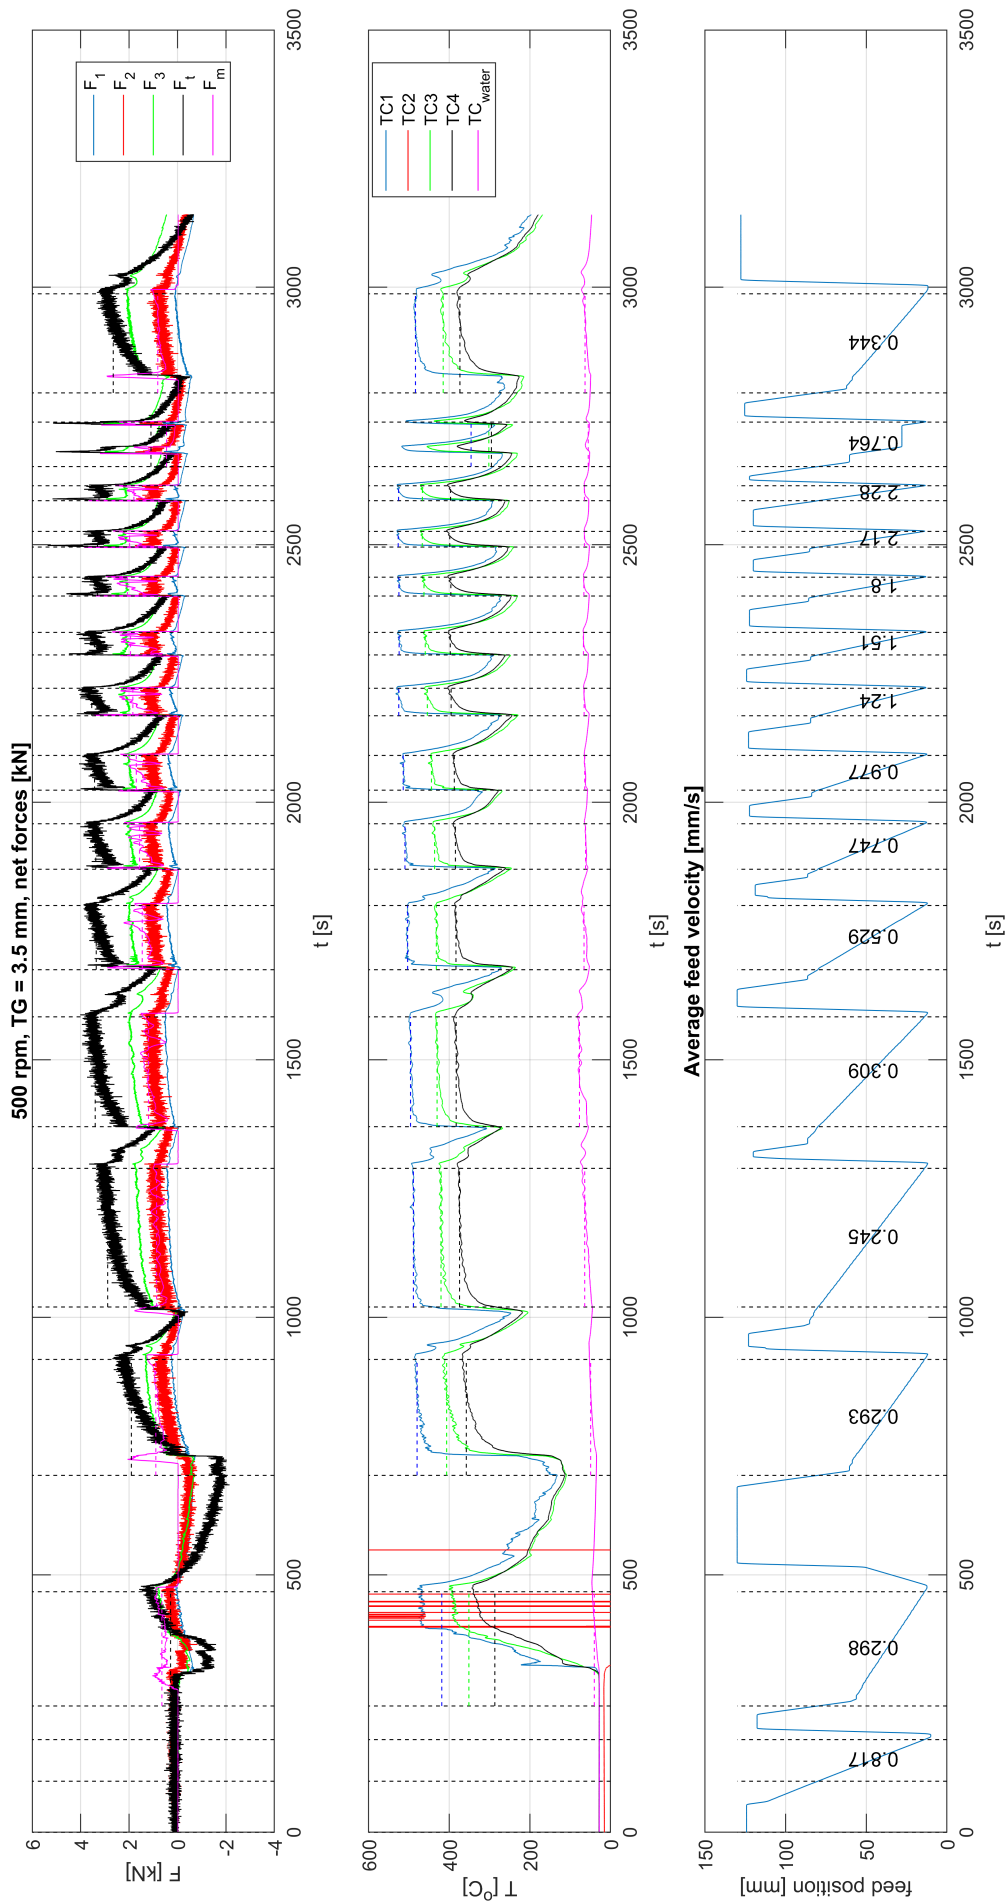 500 rpm, TG = 3.5 mm, net forces [kN]
F [kN]
6
4
2
0
-2
-4
0
500
1000
1500
2000
2500
3000
3500
t [s]
F1
F2
F3
Ft
Fm
T [°C]
600
400
200
0
0
500
1000
1500
2000
2500
3000
3500
t [s]
TC1
TC2
TC3
TC4
TCwater
Average feed velocity [mm/s]
feed position [mm]
150
100
50
0
0.817
0.298
0.293
0.245
0.309
0.529
0.747
0.977
1.24
1.51
1.8
2.17
2.28
0.764
0.344
0
500
1000
1500
2000
2500
3000
3500
t [s]